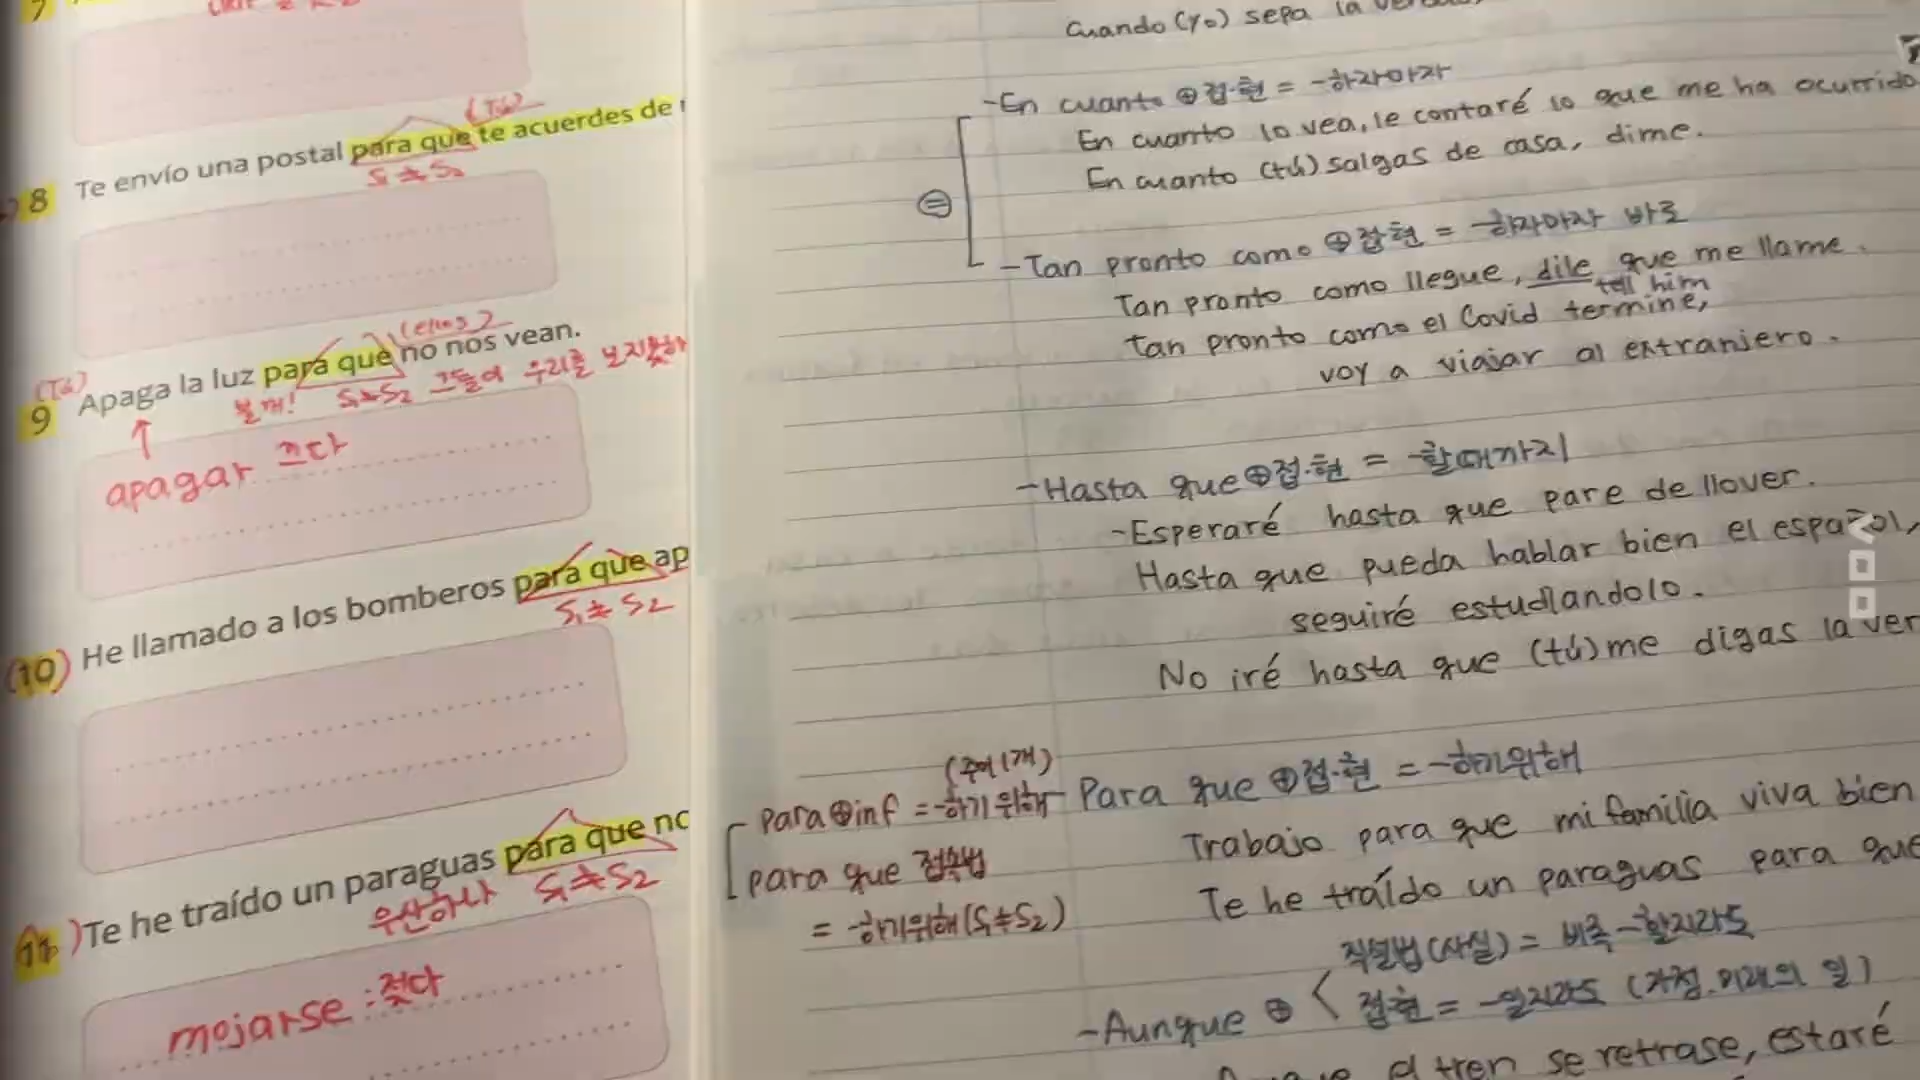 7
(Tú)
8 Te envío una postal para que te acuerdes de
S₁≠S₂
(ellos)
(Tú)
9 Apaga la luz para que no nos vean.
불꺼! S₁≠S₂ 그들이 우리를 보지못하
apagar 끄다
(10) He llamado a los bomberos para que ap
S₁≠S₂
11) Te he traído un paraguas para que no
우산하나 S₁≠S₂
mojarse : 젖다
Cuando (yo) sepa la
-En cuanto ⊕접.현 = -하자마자
En cuanto lo vea, le contaré lo que me ha ocurrido
En cuanto (tú) salgas de casa, dime.
⊜
-Tan pronto como ⊕접.현 = -하자마자 바로
Tan pronto como llegue, dile que me llame.
tell him
tan pronto como el Covid termine,
voy a viajar al extranjero.
-Hasta que ⊕접.현 = -할때까지
-Esperaré hasta que pare de llover.
Hasta que pueda hablar bien el español,
seguiré estudiandolo.
No iré hasta que (tú) me digas la ver
(주어1개)
para⊕inf = -하기 위해
para que 접속법
= -하기위해(S₁≠S₂)
Para que ⊕접.현 = -하기위해
Trabajo para que mi familia viva bien
Te he traído un paraguas para que
-Aunque ⊕
직설법(사실) = 비록 -할지라도
접.현 = -일지라도 (가정.미래의 일)
el tren se retrase, estaré